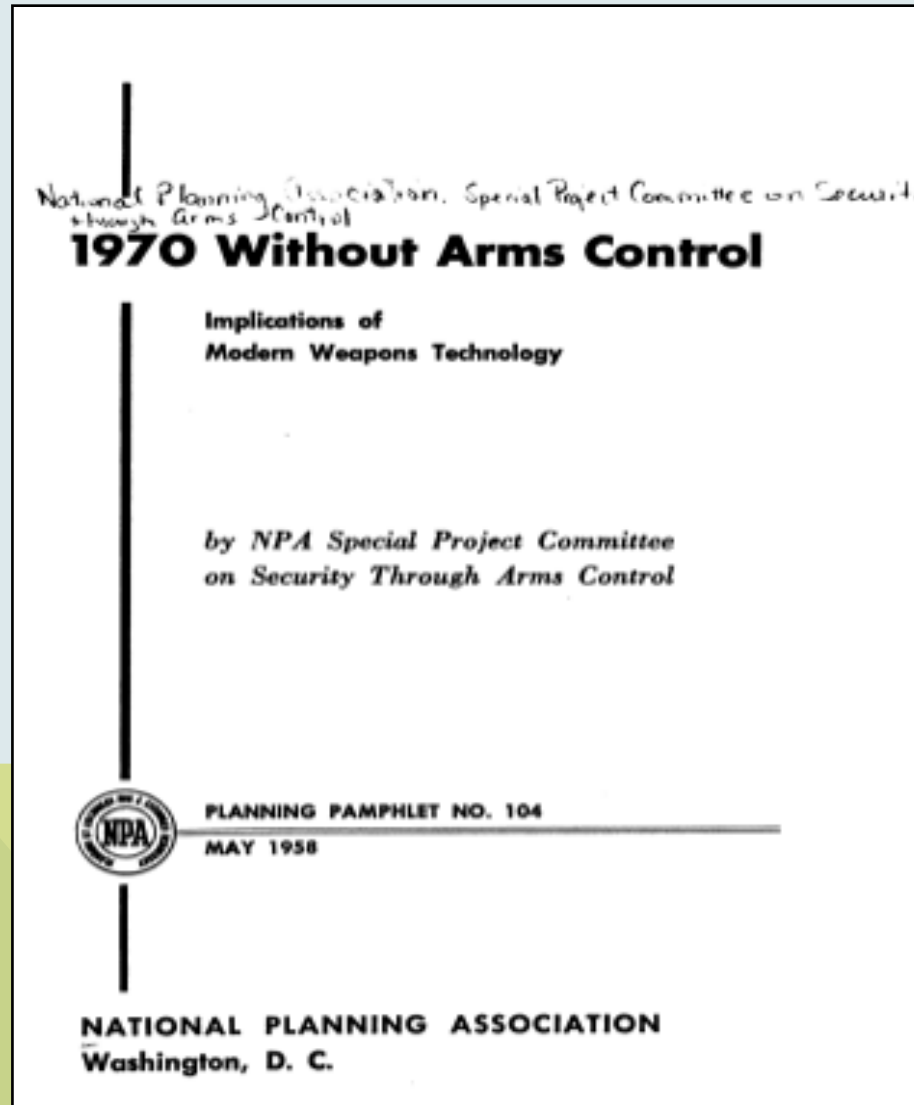 National Planning Association. Special Project Committee on Securit
through Arms Control
1970 Without Arms Control
Implications of
Modern Weapons Technology
by NPA Special Project Committee
on Security Through Arms Control
NPA
PLANNING PAMPHLET NO. 104
MAY 1958
NATIONAL PLANNING ASSOCIATION
Washington, D. C.